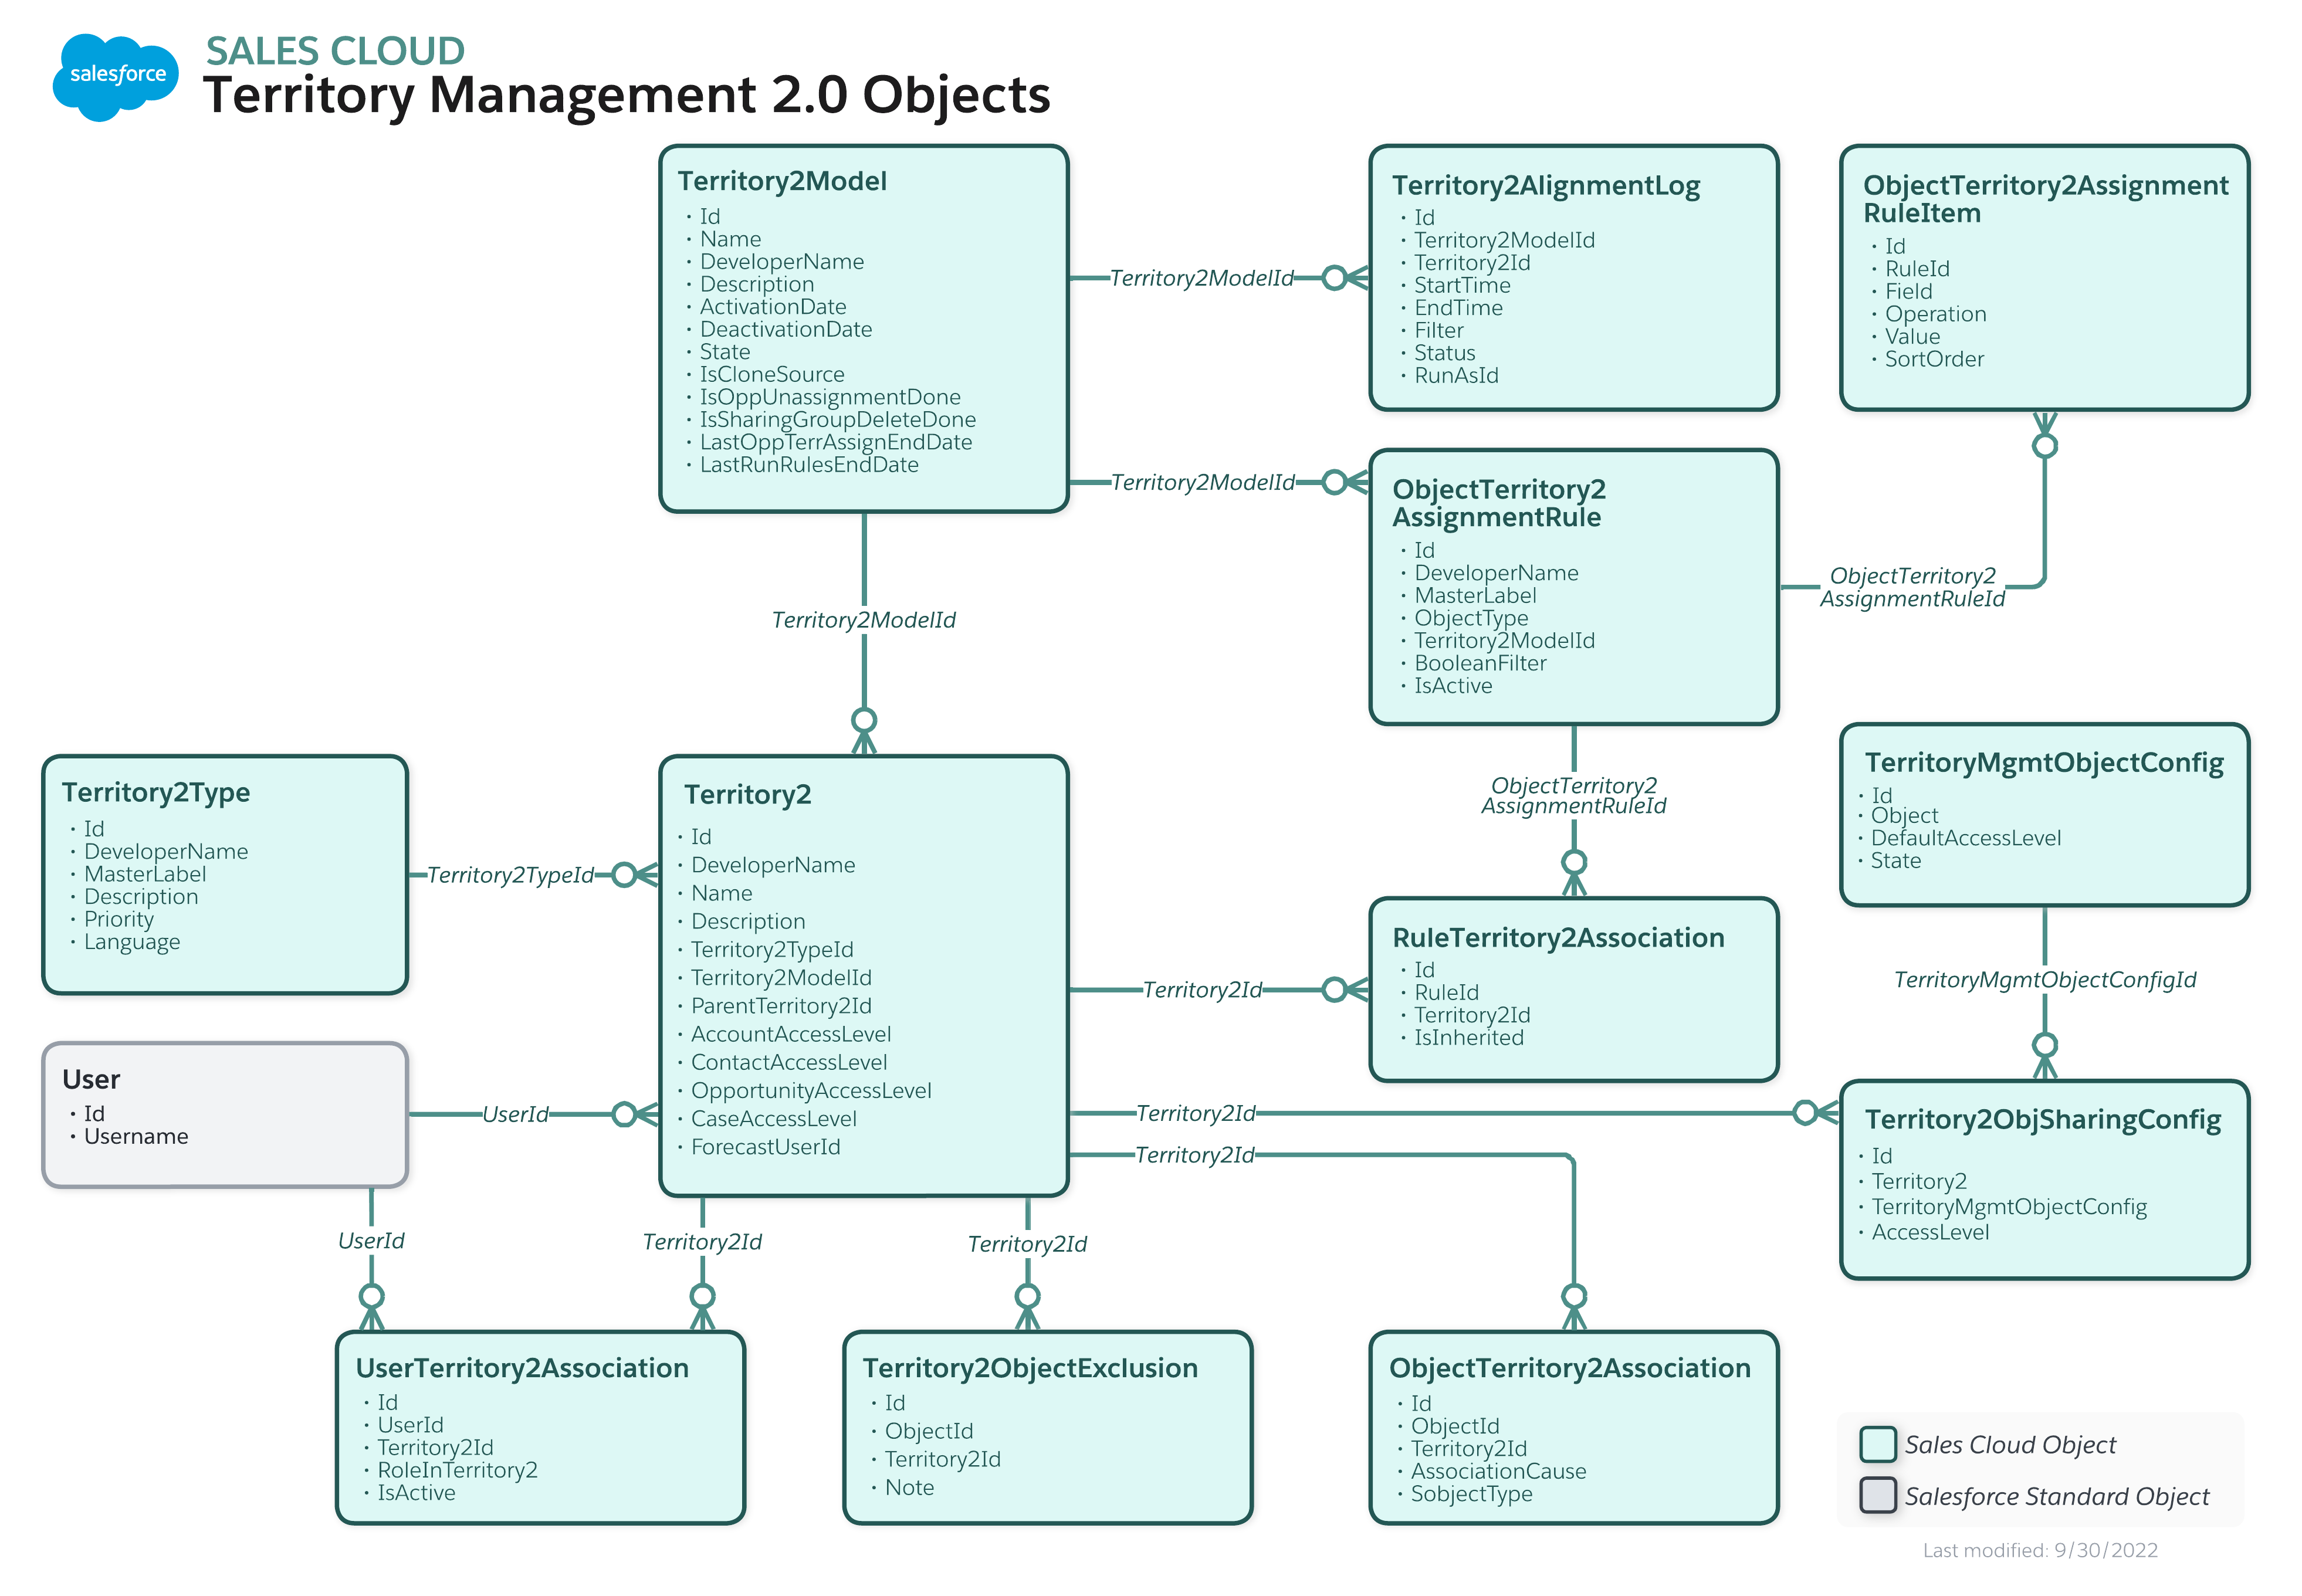 salesforce
SALES CLOUD
Territory Management 2.0 Objects
Territory2Model
· Id
· Name
· DeveloperName
· Description
· ActivationDate
· DeactivationDate
· State
· IsCloneSource
· IsOppUnassignmentDone
· IsSharingGroupDeleteDone
· LastOppTerrAssignEndDate
· LastRunRulesEndDate
Territory2ModelId
Territory2AlignmentLog
· Id
· Territory2ModelId
· Territory2Id
· StartTime
· EndTime
· Filter
· Status
· RunAsId
ObjectTerritory2Assignment
RuleItem
· Id
· RuleId
· Field
· Operation
· Value
· SortOrder
Territory2ModelId
ObjectTerritory2
AssignmentRule
· Id
· DeveloperName
· MasterLabel
· ObjectType
· Territory2ModelId
· BooleanFilter
· IsActive
ObjectTerritory2
AssignmentRuleId
Territory2ModelId
ObjectTerritory2
AssignmentRuleId
Territory2Type
· Id
· DeveloperName
· MasterLabel
· Description
· Priority
· Language
Territory2TypeId
Territory2
· Id
· DeveloperName
· Name
· Description
· Territory2TypeId
· Territory2ModelId
· ParentTerritory2Id
· AccountAccessLevel
· ContactAccessLevel
· OpportunityAccessLevel
· CaseAccessLevel
· ForecastUserId
TerritoryMgmtObjectConfig
· Id
· Object
· DefaultAccessLevel
· State
Territory2Id
RuleTerritory2Association
· Id
· RuleId
· Territory2Id
· IsInherited
TerritoryMgmtObjectConfigId
User
· Id
· Username
UserId
Territory2Id
Territory2Id
Territory2ObjSharingConfig
· Id
· Territory2
· TerritoryMgmtObjectConfig
· AccessLevel
UserId
Territory2Id
Territory2Id
UserTerritory2Association
· Id
· UserId
· Territory2Id
· RoleInTerritory2
· IsActive
Territory2ObjectExclusion
· Id
· ObjectId
· Territory2Id
· Note
ObjectTerritory2Association
· Id
· ObjectId
· Territory2Id
· AssociationCause
· SobjectType
Sales Cloud Object
Salesforce Standard Object
Last modified: 9/30/2022